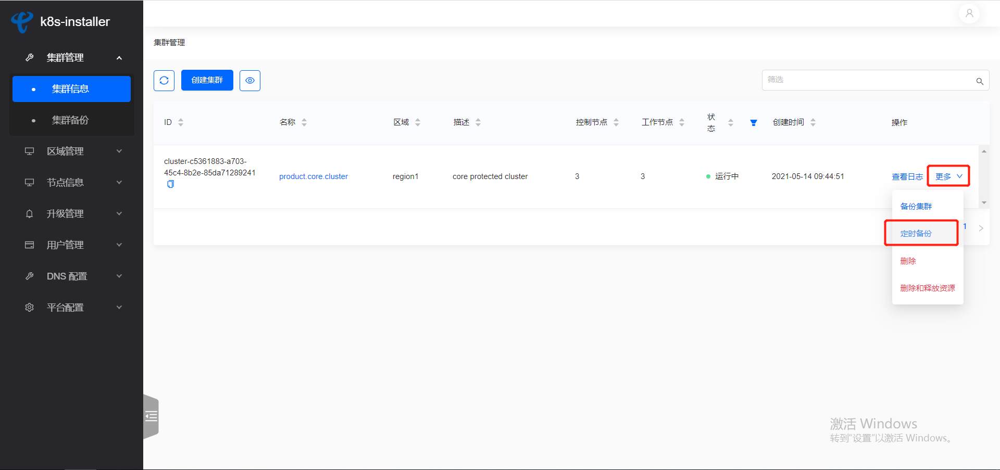 k8s-installer
集群管理
集群信息
集群备份
区域管理
节点信息
升级管理
用户管理
DNS 配置
平台配置
集群管理
创建集群
筛选
ID
名称
区域
描述
控制节点
工作节点
状
态
创建时间
操作
cluster-c5361883-a703-
45c4-8b2e-85da71289241
product.core.cluster
region1
core protected cluster
3
3
运行中
2021-05-14 09:44:51
查看日志
更多
备份集群
定时备份
删除
删除和释放资源
1
激活 Windows
转到“设置”以激活 Windows。